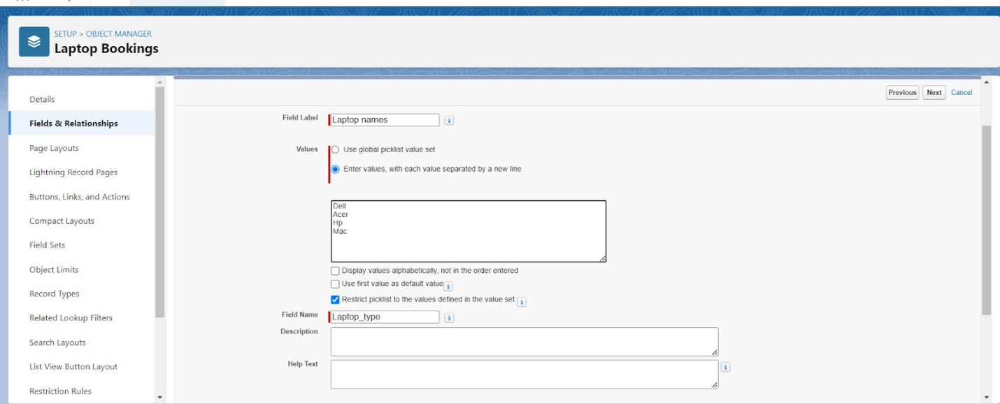 SETUP > OBJECT MANAGER
Laptop Bookings
Details
Fields & Relationships
Page Layouts
Lightning Record Pages
Buttons, Links, and Actions
Compact Layouts
Field Sets
Object Limits
Record Types
Related Lookup Filters
Search Layouts
List View Button Layout
Restriction Rules
Previous Next Cancel
Field Label Laptop names i
Values Use global picklist value set
Enter values, with each value separated by a new line
Dell
Acer
Hp
Mac
Display values alphabetically, not in the order entered
Use first value as default value i
Restrict picklist to the values defined in the value set i
Field Name Laptop_type i
Description
Help Text i